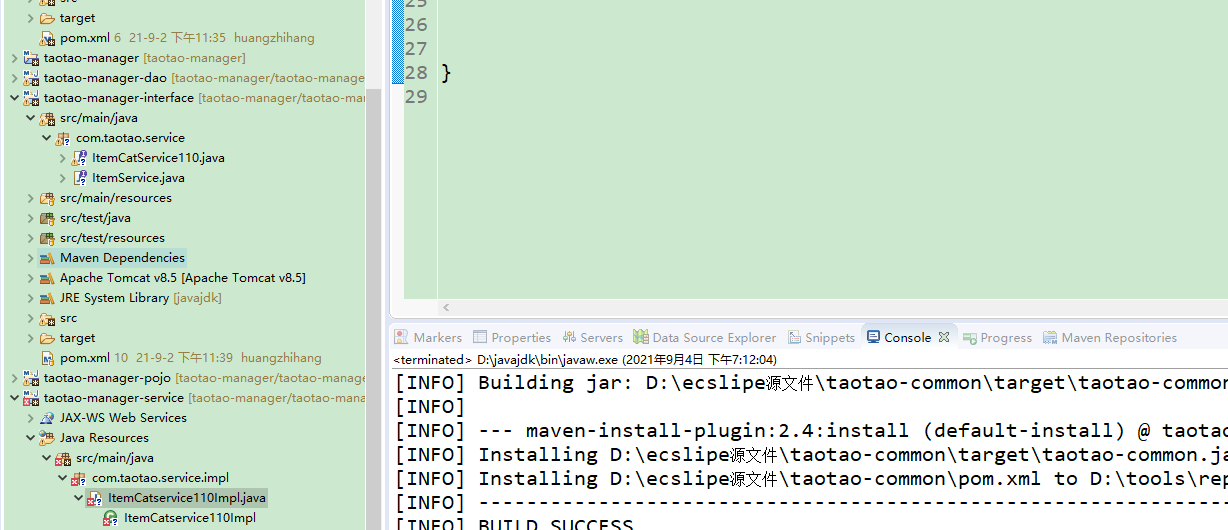 src
target
pom.xml 6 21-9-2 下午11:35 huangzhihang
taotao-manager [taotao-manager]
taotao-manager-dao [taotao-manager/taotao-manage
taotao-manager-interface [taotao-manager/taotao-mar
src/main/java
com.taotao.service
ItemCatService110.java
ItemService.java
src/main/resources
src/test/java
src/test/resources
Maven Dependencies
Apache Tomcat v8.5 [Apache Tomcat v8.5]
JRE System Library [javajdk]
src
target
pom.xml 10 21-9-2 下午11:39 huangzhihang
taotao-manager-pojo [taotao-manager/taotao-manag
taotao-manager-service [taotao-manager/taotao-mana
JAX-WS Web Services
Java Resources
src/main/java
com.taotao.service.impl
ItemCatservice110Impl.java
ItemCatservice110Impl
25
26
27
28 }
29
Markers Properties Servers Data Source Explorer Snippets Console Progress Maven Repositories
<terminated> D:\javajdk\bin\javaw.exe (2021年9月4日 下午7:12:04)
[INFO] Building jar: D:\ecslipe源文件\taotao-common\target\taotao-common
[INFO]
[INFO] --- maven-install-plugin:2.4:install (default-install) @ taota
[INFO] Installing D:\ecslipe源文件\taotao-common\target\taotao-common.ja
[INFO] Installing D:\ecslipe源文件\taotao-common\pom.xml to D:\tools\rep
[INFO] ------------------------------------------------------------------------
[INFO] BUILD SUCCESS